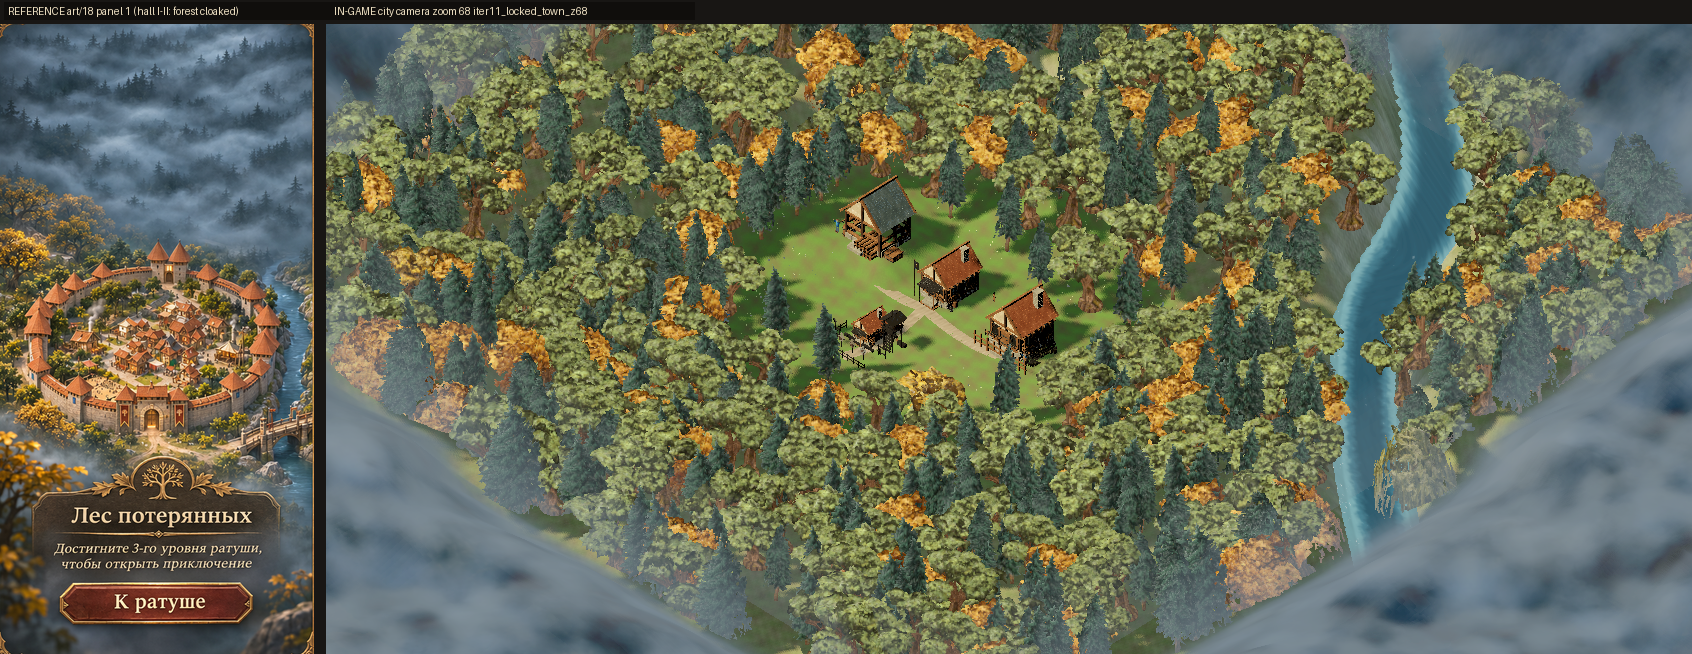 REFERENCE art/18 panel 1 (hall I-II: forest cloaked)
IN-GAME city camera zoom 68 iter11_locked_town_z68
Лес потерянных
Достигните 3-го уровня ратуши,
чтобы открыть приключение
К ратуше